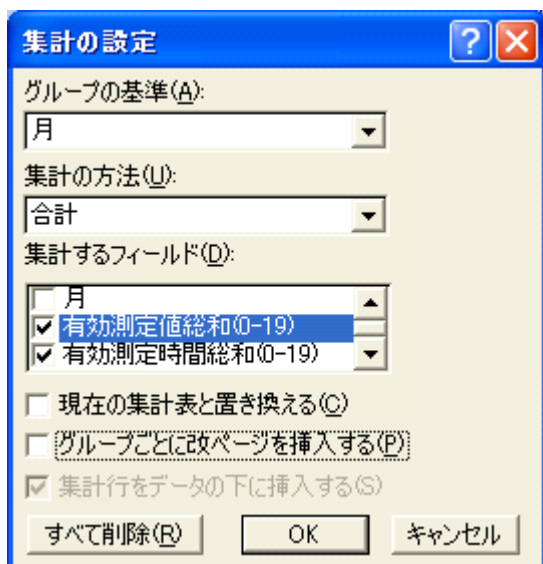 集計の設定
グループの基準(A):
月
集計の方法(U):
合計
集計するフィールド(D):
月
有効測定値総和(0-19)
有効測定時間総和(0-19)
現在の集計表と置き換える(C)
グループごとに改ページを挿入する(P)
集計行をデータの下に挿入する(S)
すべて削除(R) OK キャンセル